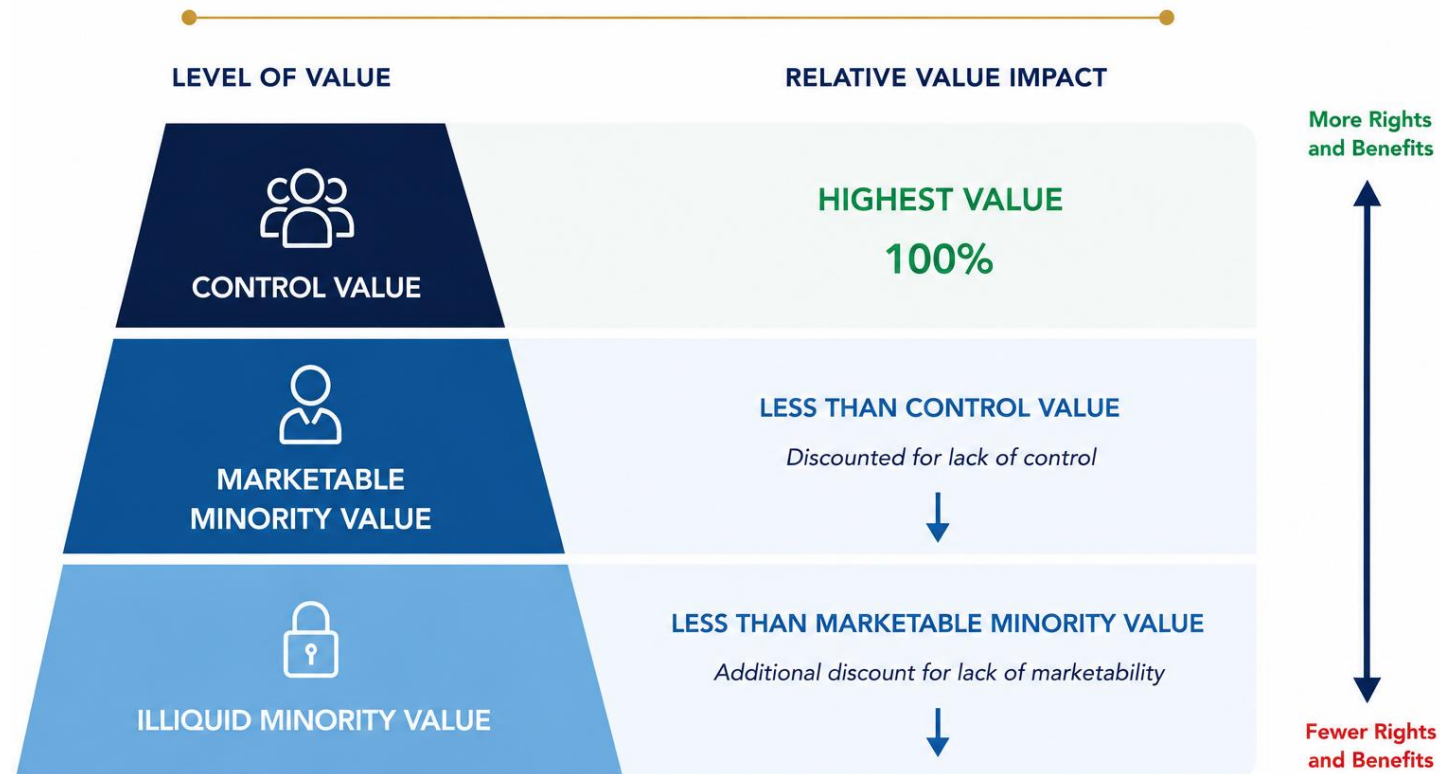 LEVEL OF VALUE
RELATIVE VALUE IMPACT
More Rights
and Benefits
CONTROL VALUE
HIGHEST VALUE
100%
MARKETABLE
MINORITY VALUE
LESS THAN CONTROL VALUE
Discounted for lack of control
ILLIQUID MINORITY VALUE
LESS THAN MARKETABLE MINORITY VALUE
Additional discount for lack of marketability
Fewer Rights
and Benefits